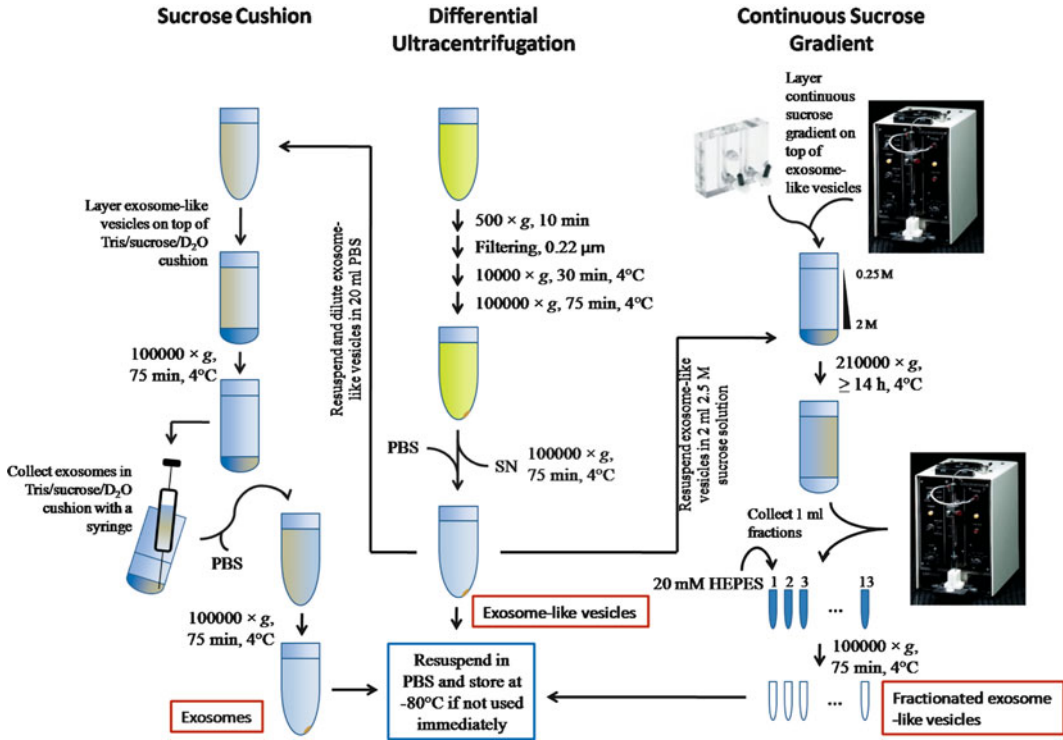 Sucrose Cushion
Differential
Ultracentrifugation
Continuous Sucrose
Gradient
Layer exosome-like
vesicles on top of
Tris/sucrose/D₂O
cushion
100000 × g,
75 min, 4°C
Collect exosomes in
Tris/sucrose/D₂O
cushion with a
syringe
PBS
100000 × g,
75 min, 4°C
Exosomes
Resuspend and dilute exosome-
like vesicles in 20 ml PBS
500 × g, 10 min
Filtering, 0.22 µm
10000 × g, 30 min, 4°C
100000 × g, 75 min, 4°C
PBS
SN
100000 × g,
75 min, 4°C
Exosome-like vesicles
Resuspend in
PBS and store at
-80°C if not used
immediately
Resuspend exosome-like
vesicles in 2 ml 2.5 M
sucrose solution
Layer
continuous
sucrose
gradient on
top of
exosome-
like vesicles
0.25 M
2 M
210000 × g,
≥ 14 h, 4°C
Collect 1 ml
fractions
20 mM HEPES
1 2 3 13
...
100000 × g,
75 min, 4°C
...
Fractionated exosome
-like vesicles